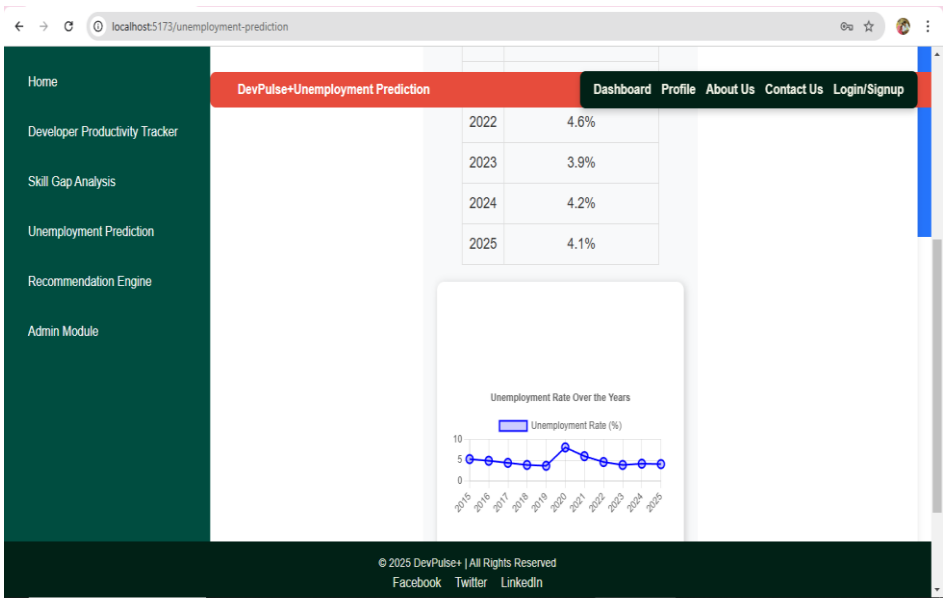 localhost:5173/unemployment-prediction
Home
Developer Productivity Tracker
Skill Gap Analysis
Unemployment Prediction
Recommendation Engine
Admin Module
DevPulse+Unemployment Prediction
Dashboard Profile About Us Contact Us Login/Signup
2022 4.6%
2023 3.9%
2024 4.2%
2025 4.1%
Unemployment Rate Over the Years
Unemployment Rate (%)
10
5
0
2015 2016 2017 2018 2019 2020 2021 2022 2023 2024 2025
© 2025 DevPulse+ | All Rights Reserved
Facebook Twitter LinkedIn